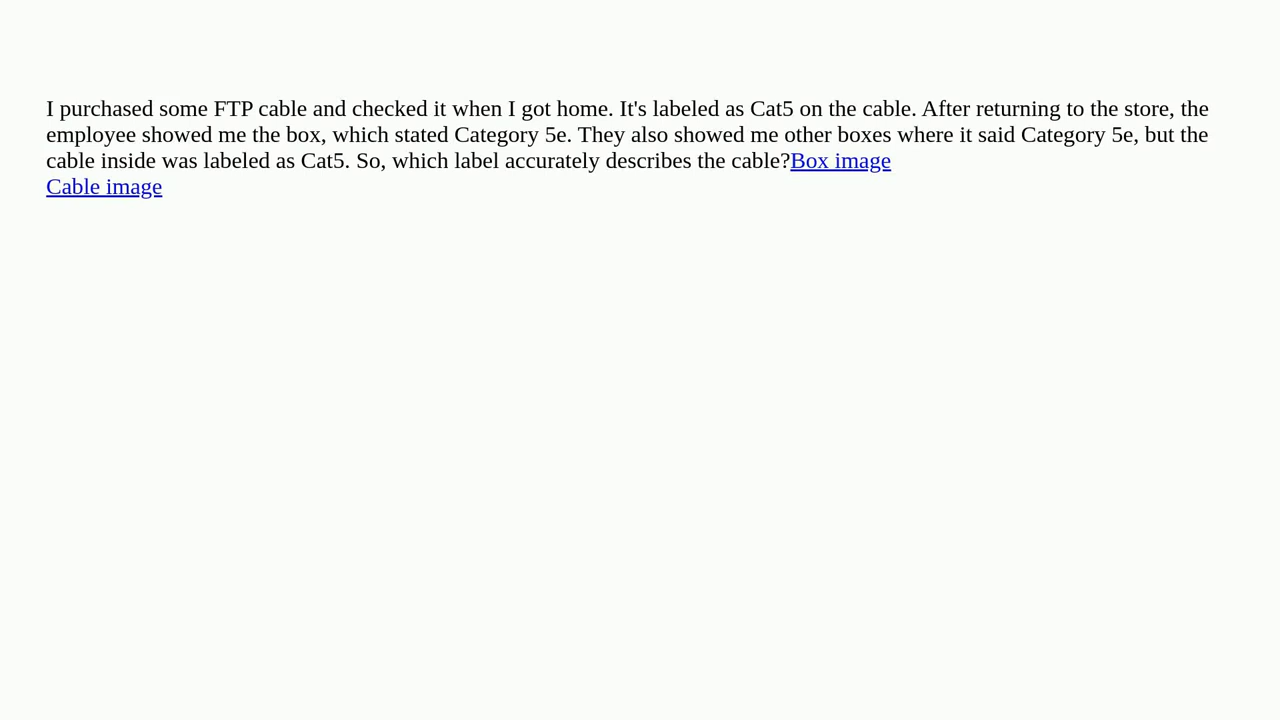 I purchased some FTP cable and checked it when I got home. It's labeled as Cat5 on the cable. After returning to the store, the
employee showed me the box, which stated Category 5e. They also showed me other boxes where it said Category 5e, but the
cable inside was labeled as Cat5. So, which label accurately describes the cable?Box image
Cable image